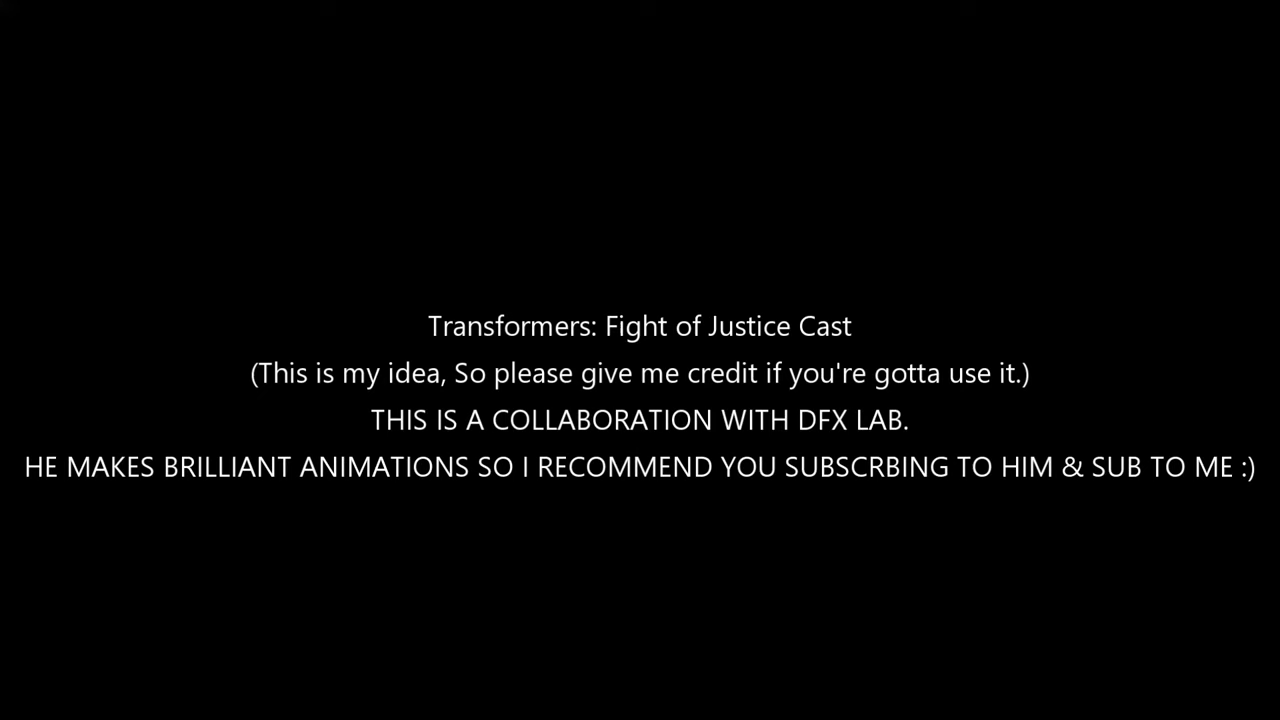 Transformers: Fight of Justice Cast
(This is my idea, So please give me credit if you're gotta use it.)
THIS IS A COLLABORATION WITH DFX LAB.
HE MAKES BRILLIANT ANIMATIONS SO I RECOMMEND YOU SUBSCRBING TO HIM & SUB TO ME :)